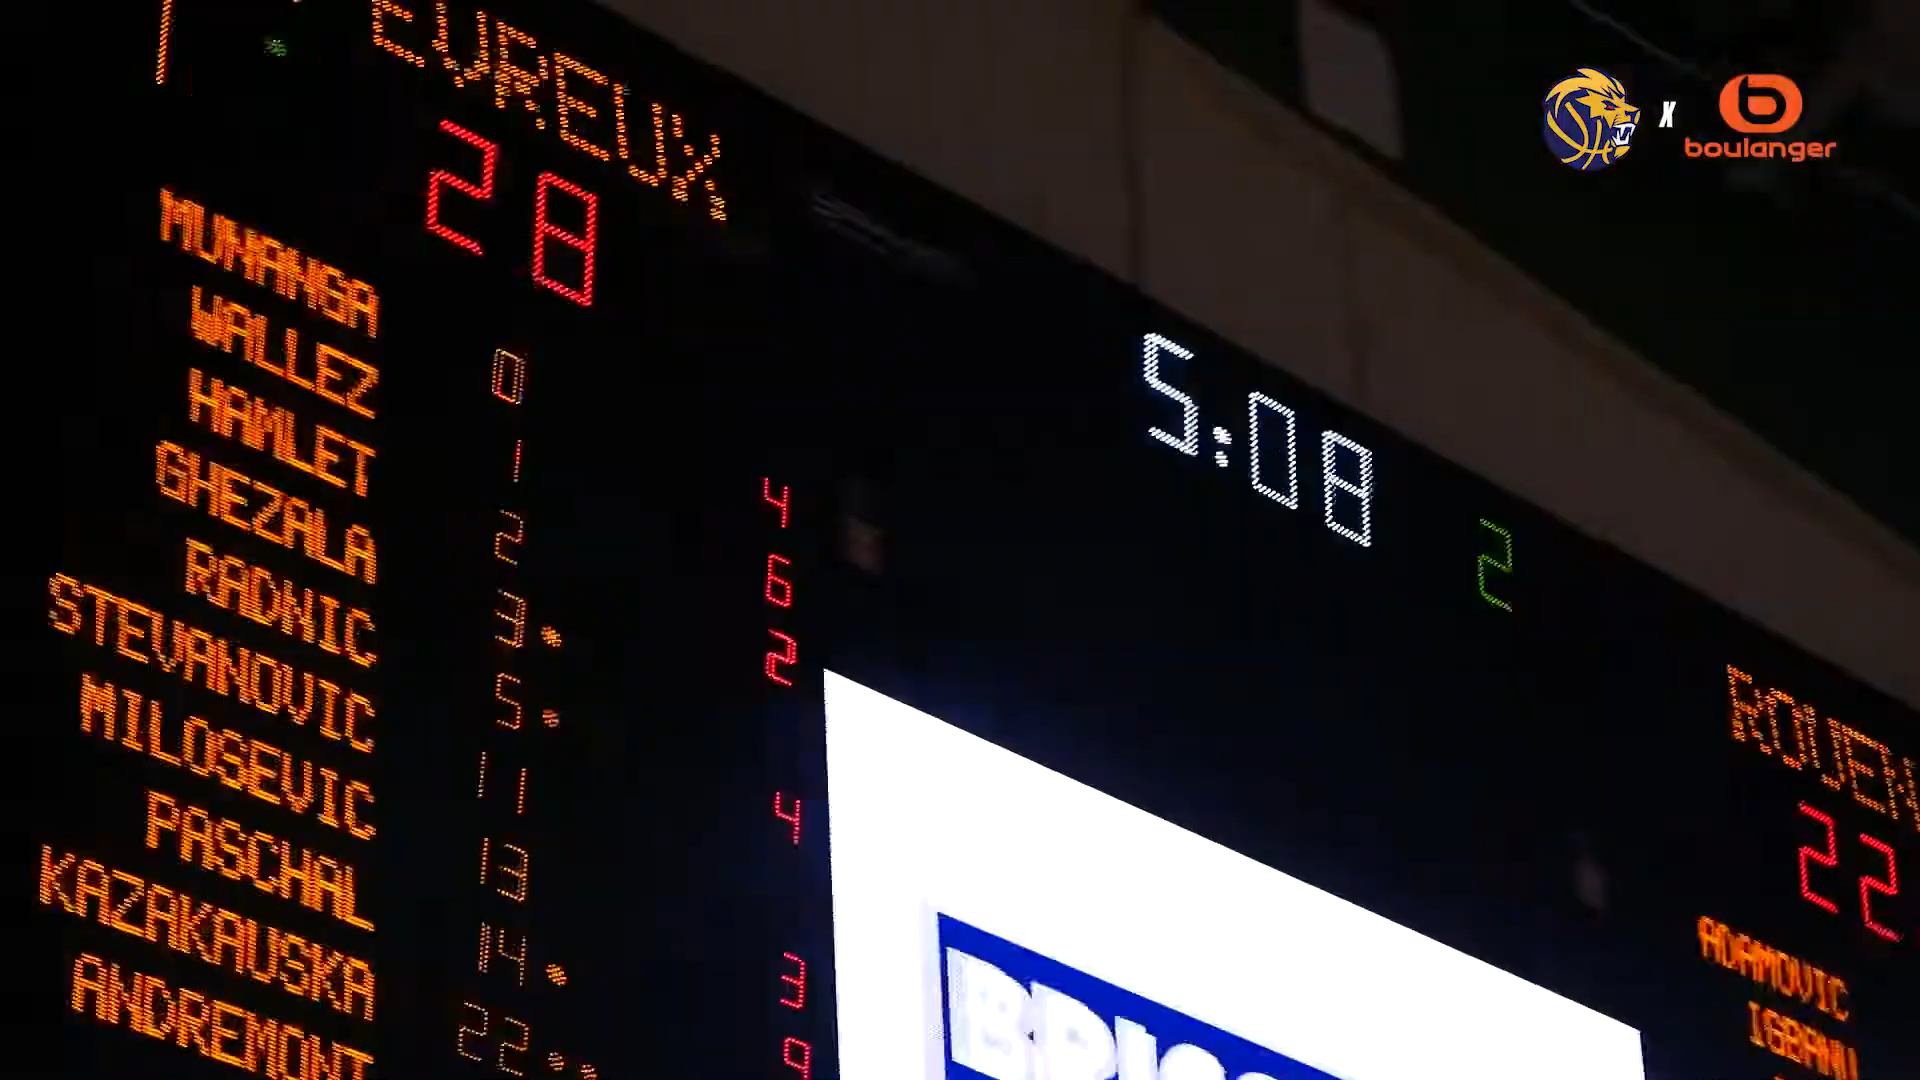 EVREUX
28
X
boulanger
MUHANGA
WALLEZ 0
HAMLET 1 4
GHEZALA 2 6
RADNIC 3* 2
STEVANOVIC 5*
MILOSEVIC 11 4
PASCHAL 13
KAZAKAUSKA 14* 3
ANDREMONT 22** 9
5:08
2
ROUEN
22
ADAMOVIC